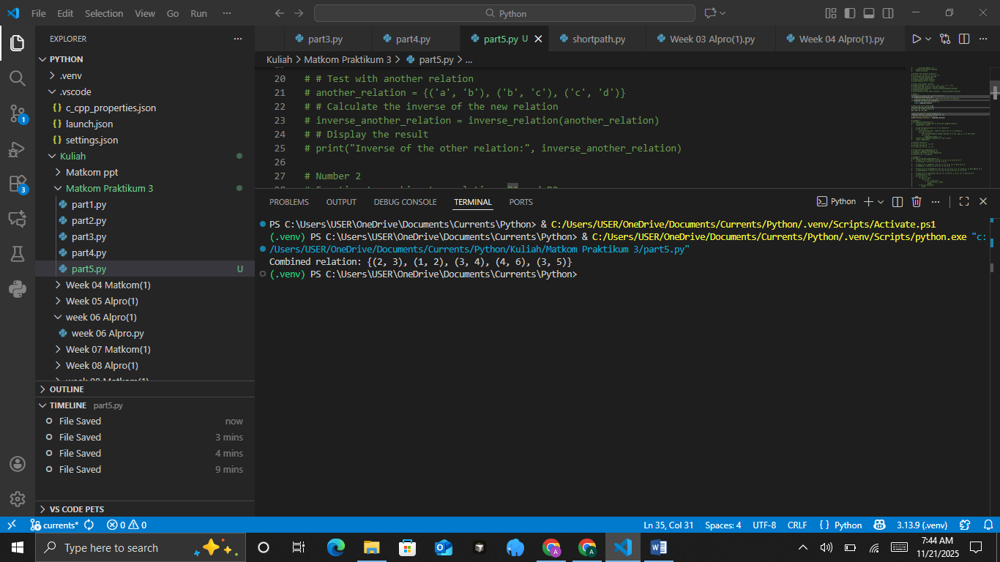 File Edit Selection View Go Run ···
Python
EXPLORER ···
PYTHON
.venv
.vscode
{} c_cpp_properties.json
{} launch.json
{} settings.json
Kuliah
Matkom ppt
Matkom Praktikum 3
part1.py
part2.py
part3.py
part4.py
part5.py U
Week 04 Matkom(1)
Week 05 Alpro(1)
week 06 Alpro(1)
week 06 Alpro.py
Week 07 Matkom(1)
Week 08 Alpro(1)
OUTLINE
TIMELINE part5.py
File Saved now
File Saved 3 mins
File Saved 4 mins
File Saved 9 mins
VS CODE PETS
1
3
part3.py part4.py part5.py U shortpath.py Week 03 Alpro(1).py Week 04 Alpro(1).py ···
Kuliah > Matkom Praktikum 3 > part5.py > ...
20 # # Test with another relation
21 # another_relation = {('a', 'b'), ('b', 'c'), ('c', 'd')}
22 # # Calculate the inverse of the new relation
23 # inverse_another_relation = inverse_relation(another_relation)
24 # # Display the result
25 # print("Inverse of the other relation:", inverse_another_relation)
26
27 # Number 2
PROBLEMS OUTPUT DEBUG CONSOLE TERMINAL PORTS Python ···
PS C:\Users\USER\OneDrive\Documents\Currents\Python> & C:/Users/USER/OneDrive/Documents/Currents/Python/.venv/Scripts/Activate.ps1
(.venv) PS C:\Users\USER\OneDrive\Documents\Currents\Python> & C:/Users/USER/OneDrive/Documents/Currents/Python/.venv/Scripts/python.exe "c:
/Users/USER/OneDrive/Documents/Currents/Python/Kuliah/Matkom Praktikum 3/part5.py"
Combined relation: {(2, 3), (1, 2), (3, 4), (4, 6), (3, 5)}
(.venv) PS C:\Users\USER\OneDrive\Documents\Currents\Python>
currents* 0 0 Ln 35, Col 31 Spaces: 4 UTF-8 CRLF {} Python 3.13.9 (.venv)
Type here to search
7:44 AM
11/21/2025